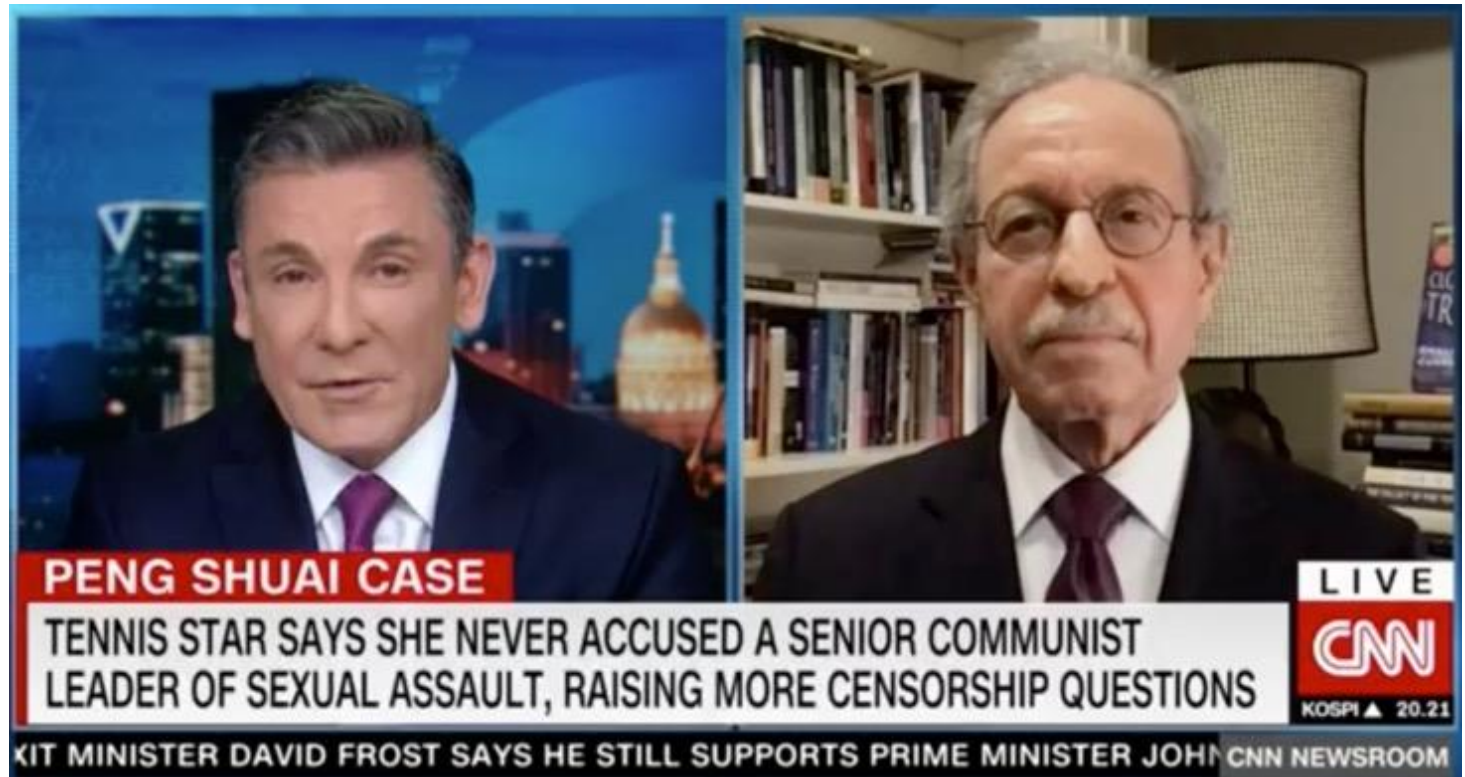 PENG SHUAI CASE
TENNIS STAR SAYS SHE NEVER ACCUSED A SENIOR COMMUNIST
LEADER OF SEXUAL ASSAULT, RAISING MORE CENSORSHIP QUESTIONS
LIVE
CNN
KOSPI ▲ 20.21
XIT MINISTER DAVID FROST SAYS HE STILL SUPPORTS PRIME MINISTER JOHN
CNN NEWSROOM